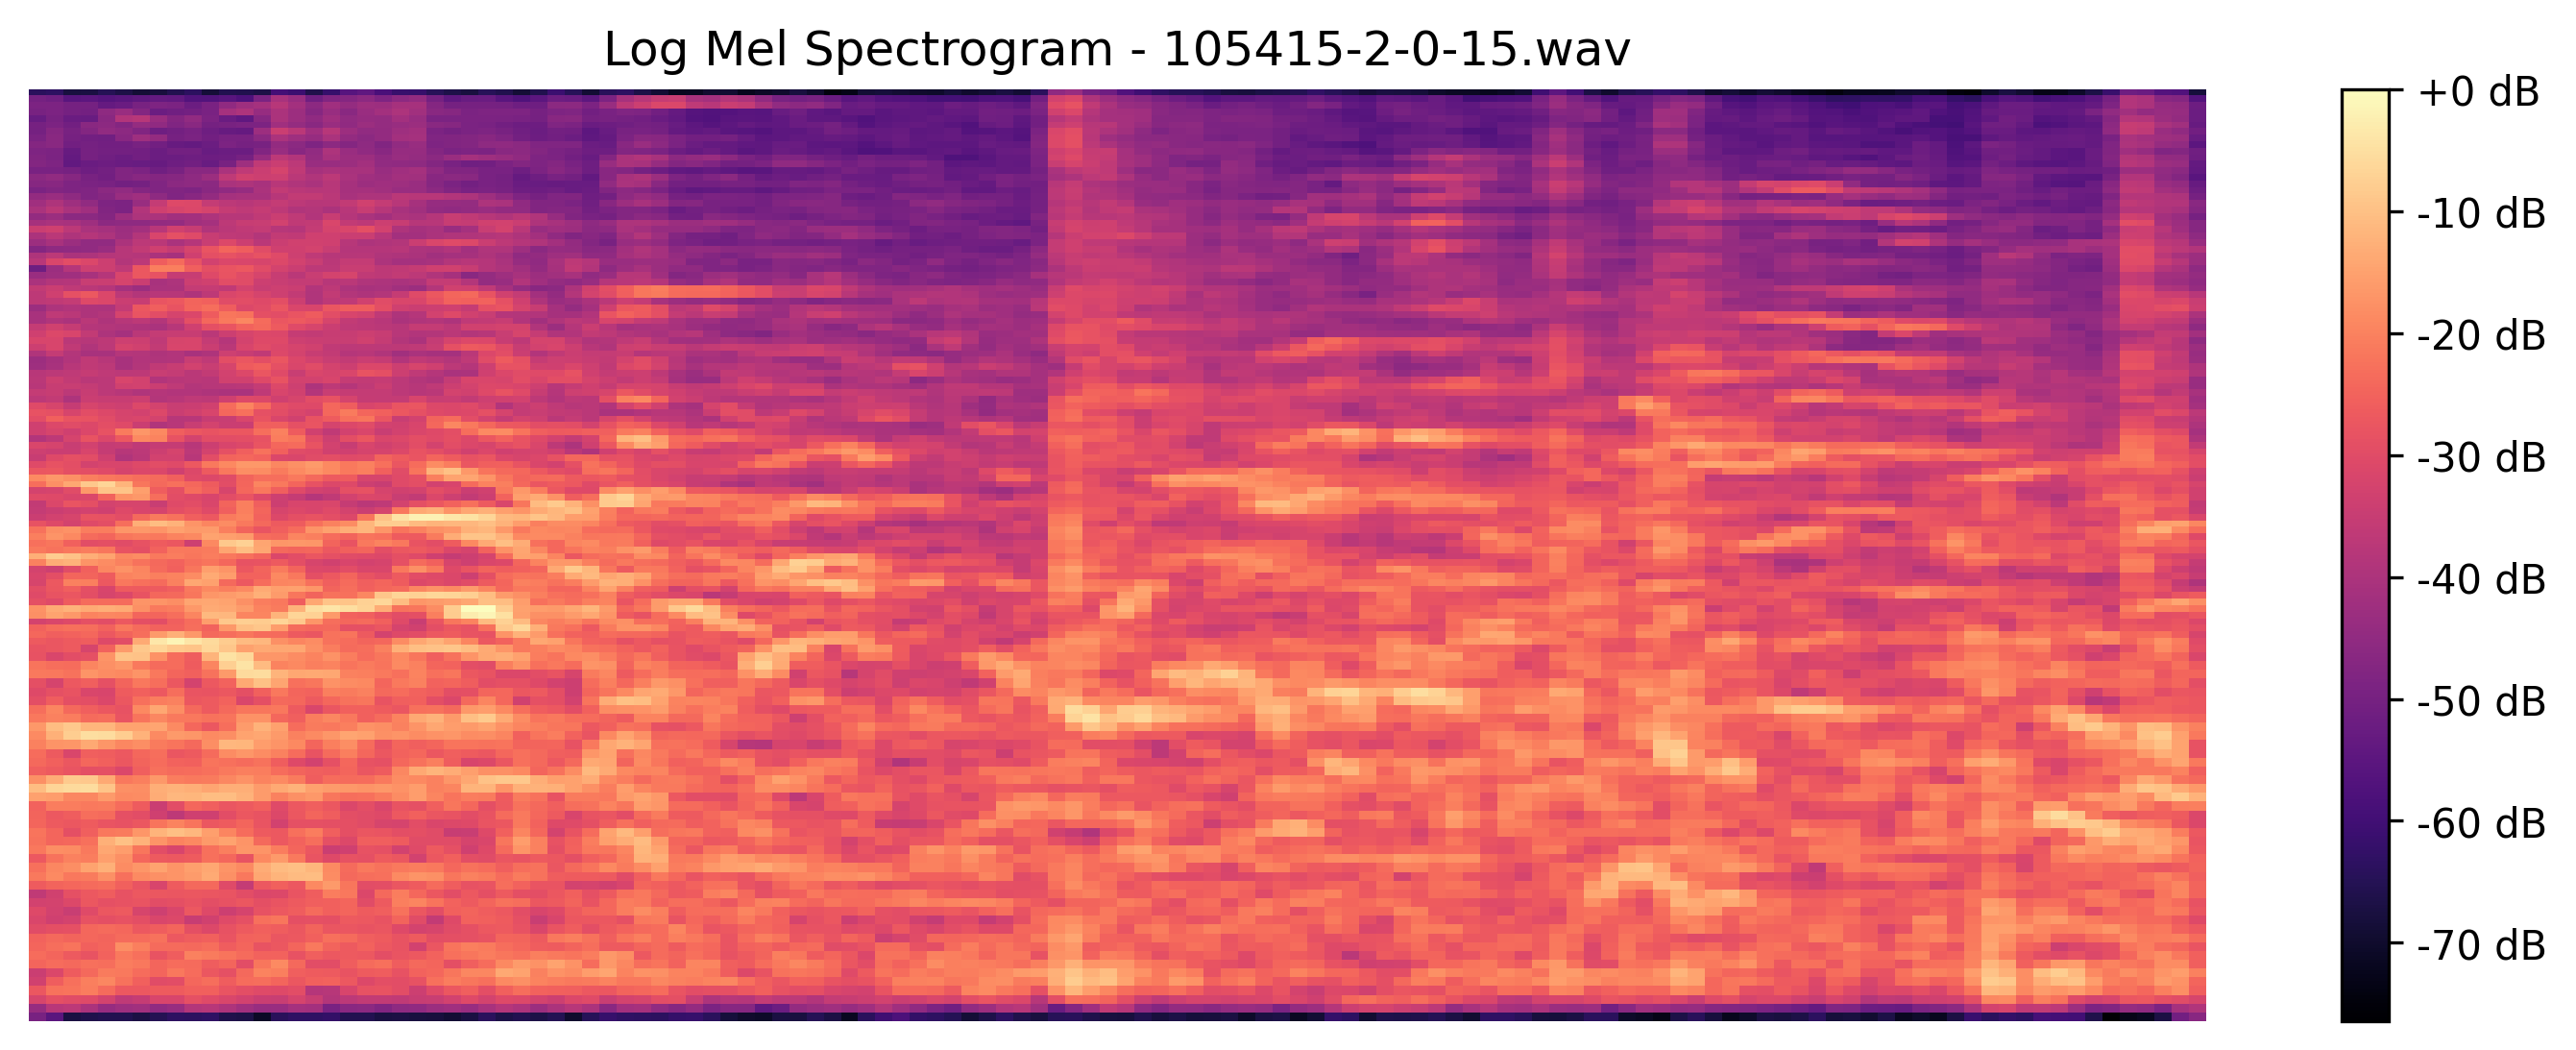 Log Mel Spectrogram - 105415-2-0-15.wav
+0 dB
-10 dB
-20 dB
-30 dB
-40 dB
-50 dB
-60 dB
-70 dB